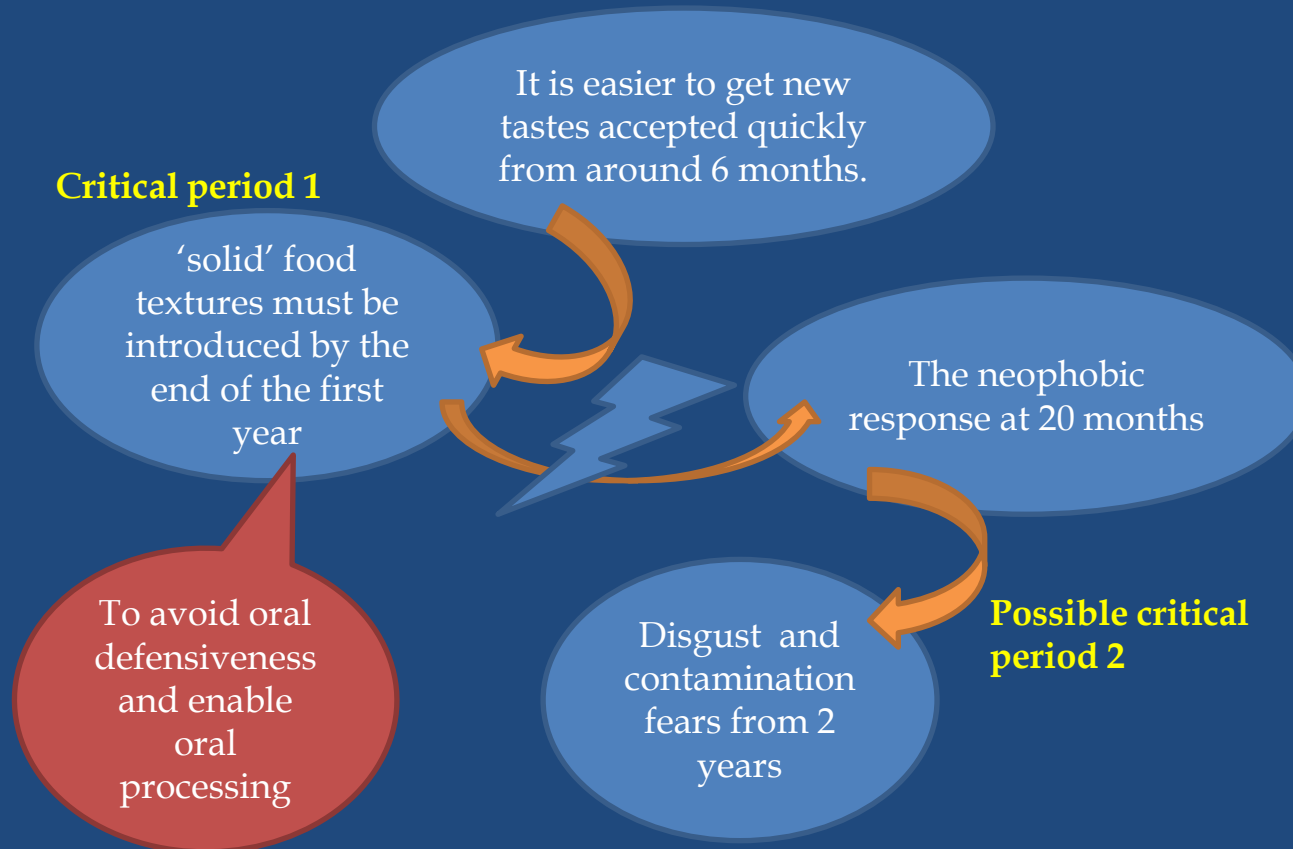 It is easier to get new
tastes accepted quickly
from around 6 months.
Critical period 1
‘solid’ food
textures must be
introduced by the
end of the first
year
The neophobic
response at 20 months
To avoid oral
defensiveness
and enable
oral
processing
Disgust and
contamination
fears from 2
years
Possible critical
period 2